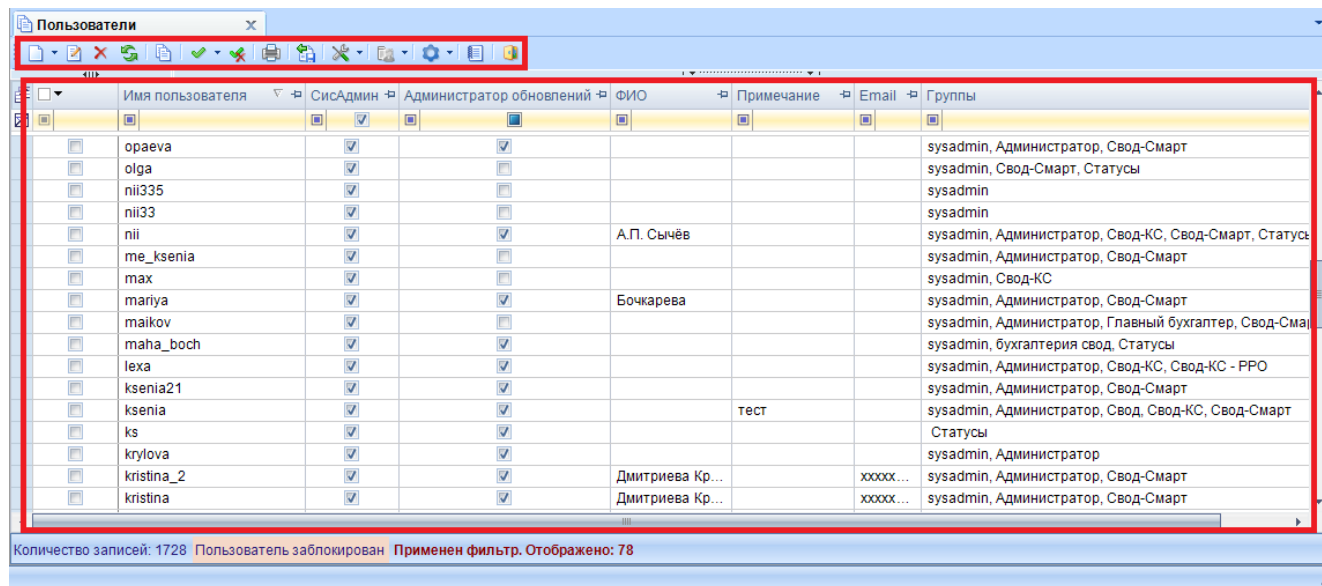 Пользователи x
Имя пользователя СисАдмин Администратор обновлений ФИО Примечание Email Группы
opaeva sysadmin, Администратор, Свод-Смарт
olga sysadmin, Свод-Смарт, Статусы
nii335 sysadmin
nii33 sysadmin
nii А.П. Сычёв sysadmin, Администратор, Свод-КС, Свод-Смарт, Статусы
me_ksenia sysadmin, Администратор, Свод-Смарт
max sysadmin, Свод-КС
mariya Бочкарева sysadmin, Администратор, Свод-Смарт
maikov sysadmin, Администратор, Главный бухгалтер, Свод-Смар
maha_boch sysadmin, бухгалтерия свод, Статусы
lexa sysadmin, Администратор, Свод-КС, Свод-КС - РРО
ksenia21 sysadmin, Администратор, Свод-Смарт
ksenia тест sysadmin, Администратор, Свод, Свод-КС, Свод-Смарт
ks Статусы
krylova sysadmin, Администратор
kristina_2 Дмитриева Кр... xxxxx... sysadmin, Администратор, Свод-Смарт
kristina Дмитриева Кр... xxxxx... sysadmin, Администратор, Свод-Смарт
Количество записей: 1728 Пользователь заблокирован Применен фильтр. Отображено: 78